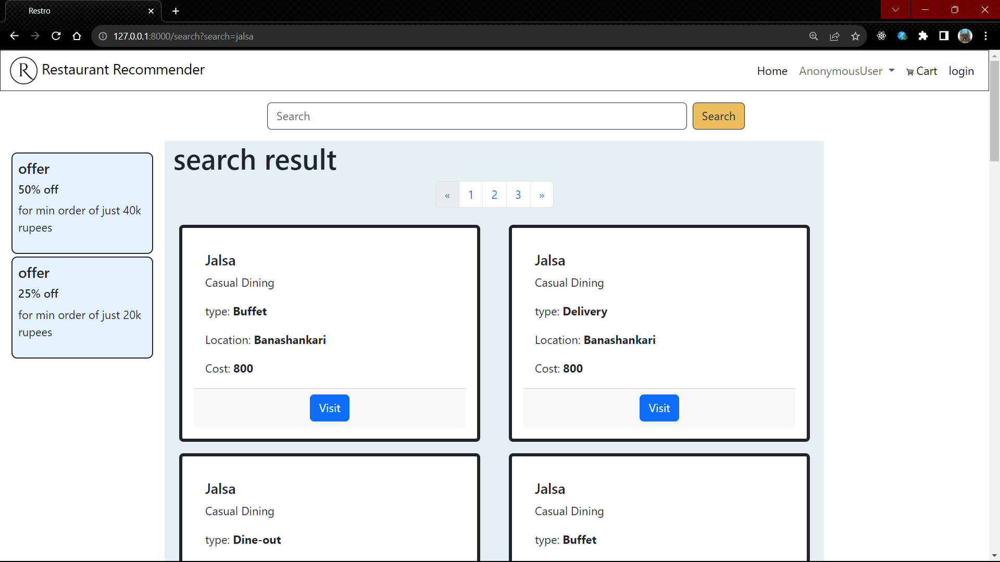 Restro
127.0.0.1:8000/search?search=jalsa
R Restaurant Recommender
Home AnonymousUser Cart login
Search Search
offer
50% off
for min order of just 40k
rupees
offer
25% off
for min order of just 20k
rupees
search result
« 1 2 3 »
Jalsa
Casual Dining
type: Buffet
Location: Banashankari
Cost: 800
Visit
Jalsa
Casual Dining
type: Delivery
Location: Banashankari
Cost: 800
Visit
Jalsa
Casual Dining
type: Dine-out
Jalsa
Casual Dining
type: Buffet